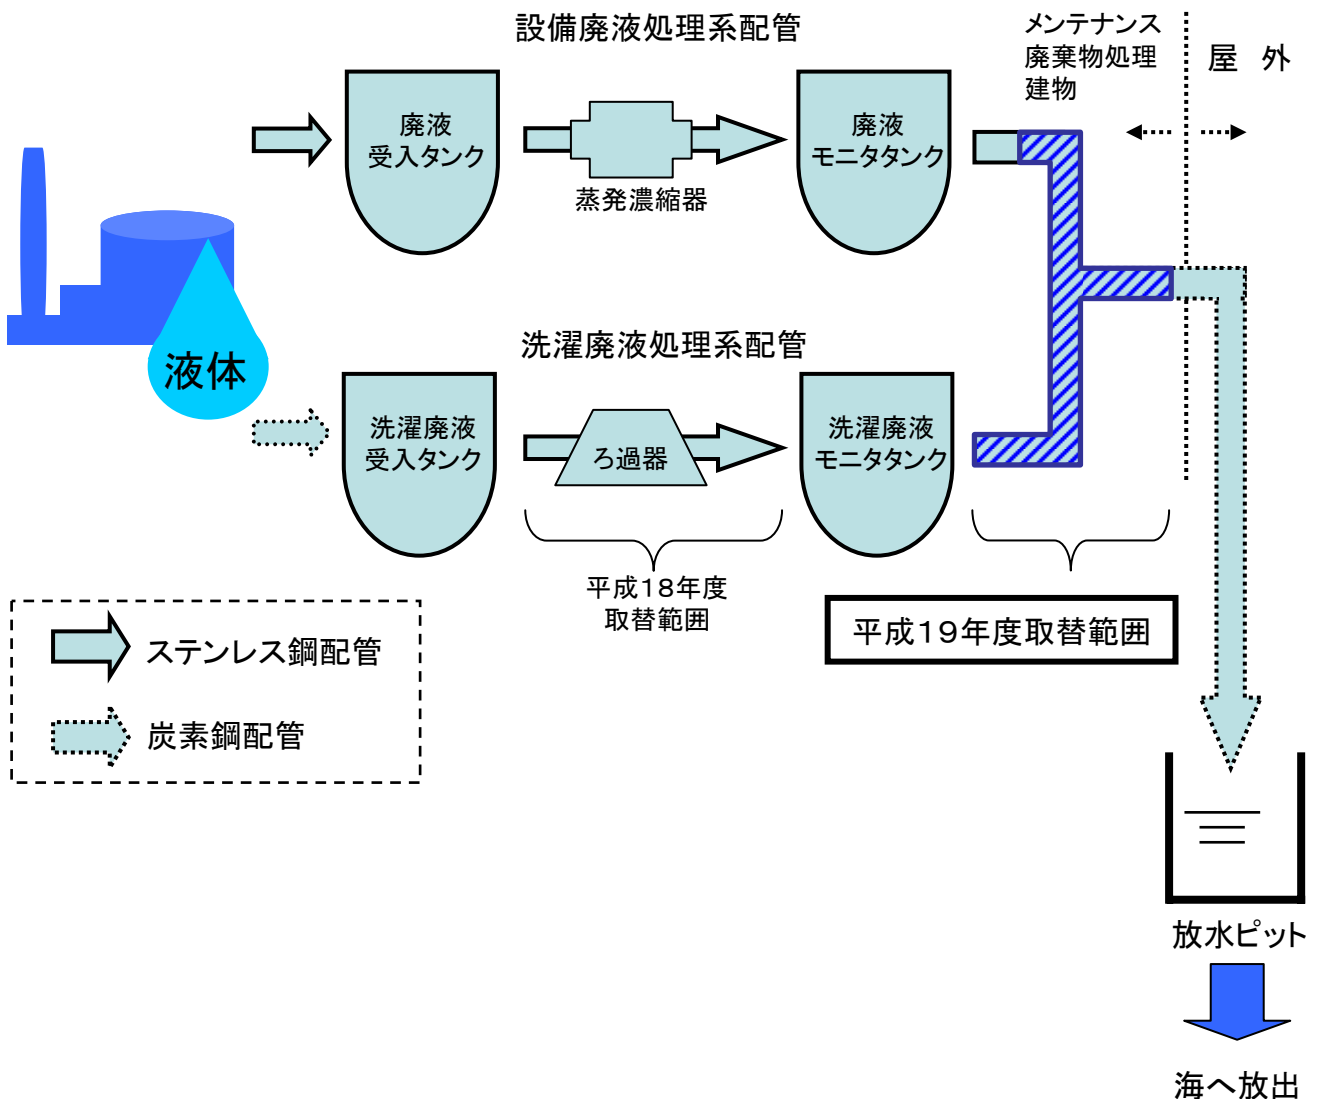 設備廃液処理系配管
メンテナンス
廃棄物処理
建物
屋 外
廃液
受入タンク
蒸発濃縮器
廃液
モニタタンク
液体
洗濯廃液処理系配管
洗濯廃液
受入タンク
ろ過器
洗濯廃液
モニタタンク
平成18年度
取替範囲
平成19年度取替範囲
ステンレス鋼配管
炭素鋼配管
放水ピット
海へ放出